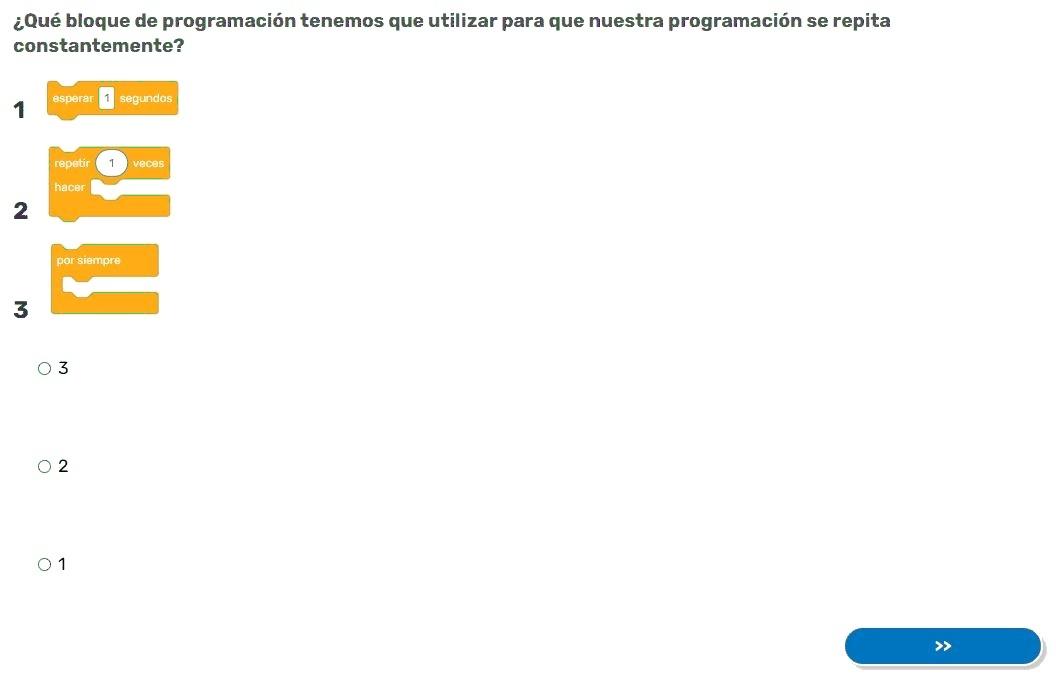 ¿Qué bloque de programación tenemos que utilizar para que nuestra programación se repita
constantemente?
1 esperar 1 segundos
repetir 1 veces
hacer
2
por siempre
3
3
2
1
>>